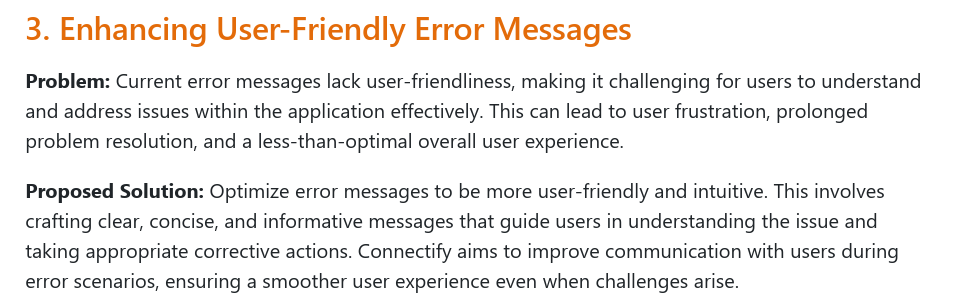 3. Enhancing User-Friendly Error Messages
Problem: Current error messages lack user-friendliness, making it challenging for users to understand
and address issues within the application effectively. This can lead to user frustration, prolonged
problem resolution, and a less-than-optimal overall user experience.
Proposed Solution: Optimize error messages to be more user-friendly and intuitive. This involves
crafting clear, concise, and informative messages that guide users in understanding the issue and
taking appropriate corrective actions. Connectify aims to improve communication with users during
error scenarios, ensuring a smoother user experience even when challenges arise.